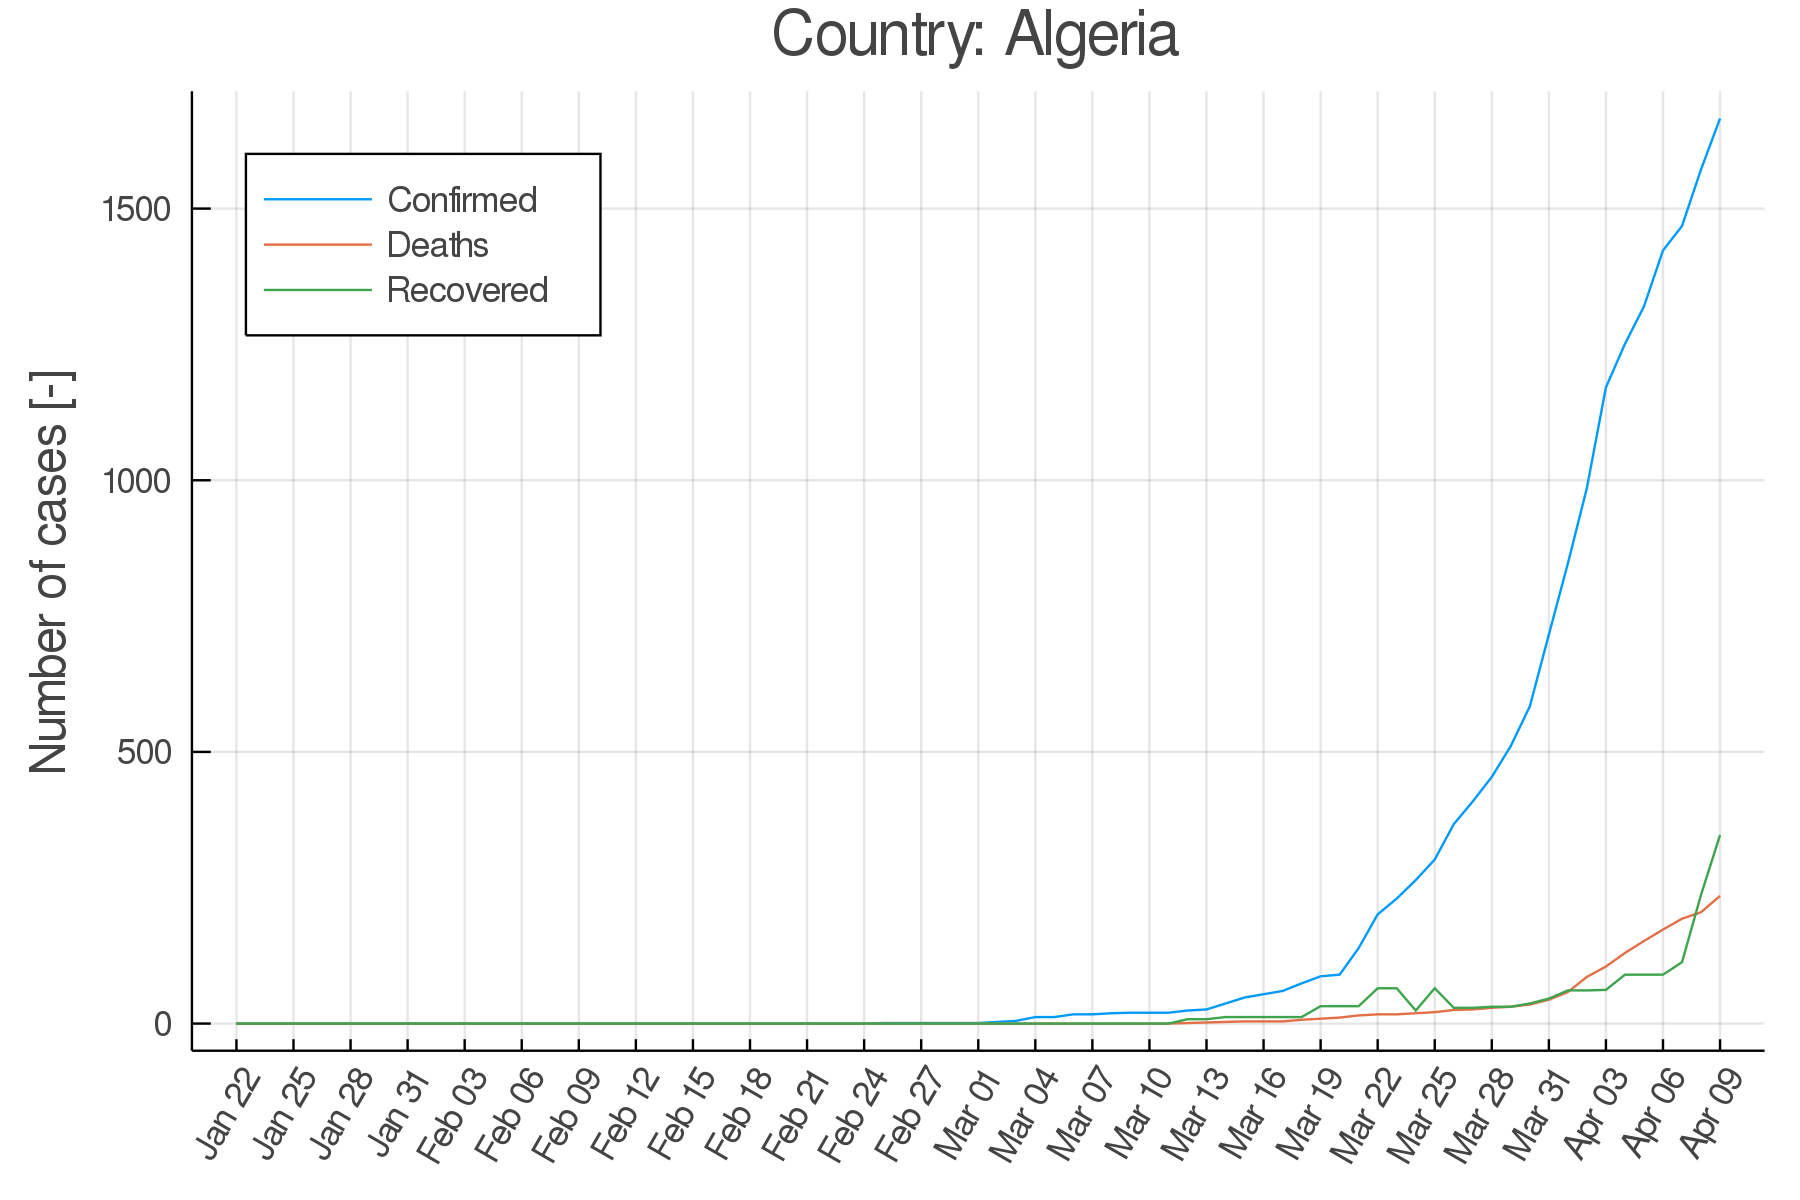 Country: Algeria
Number of cases [-]
1500
1000
500
0
Confirmed
Deaths
Recovered
Jan 22
Jan 25
Jan 28
Jan 31
Feb 03
Feb 06
Feb 09
Feb 12
Feb 15
Feb 18
Feb 21
Feb 24
Feb 27
Mar 01
Mar 04
Mar 07
Mar 10
Mar 13
Mar 16
Mar 19
Mar 22
Mar 25
Mar 28
Mar 31
Apr 03
Apr 06
Apr 09